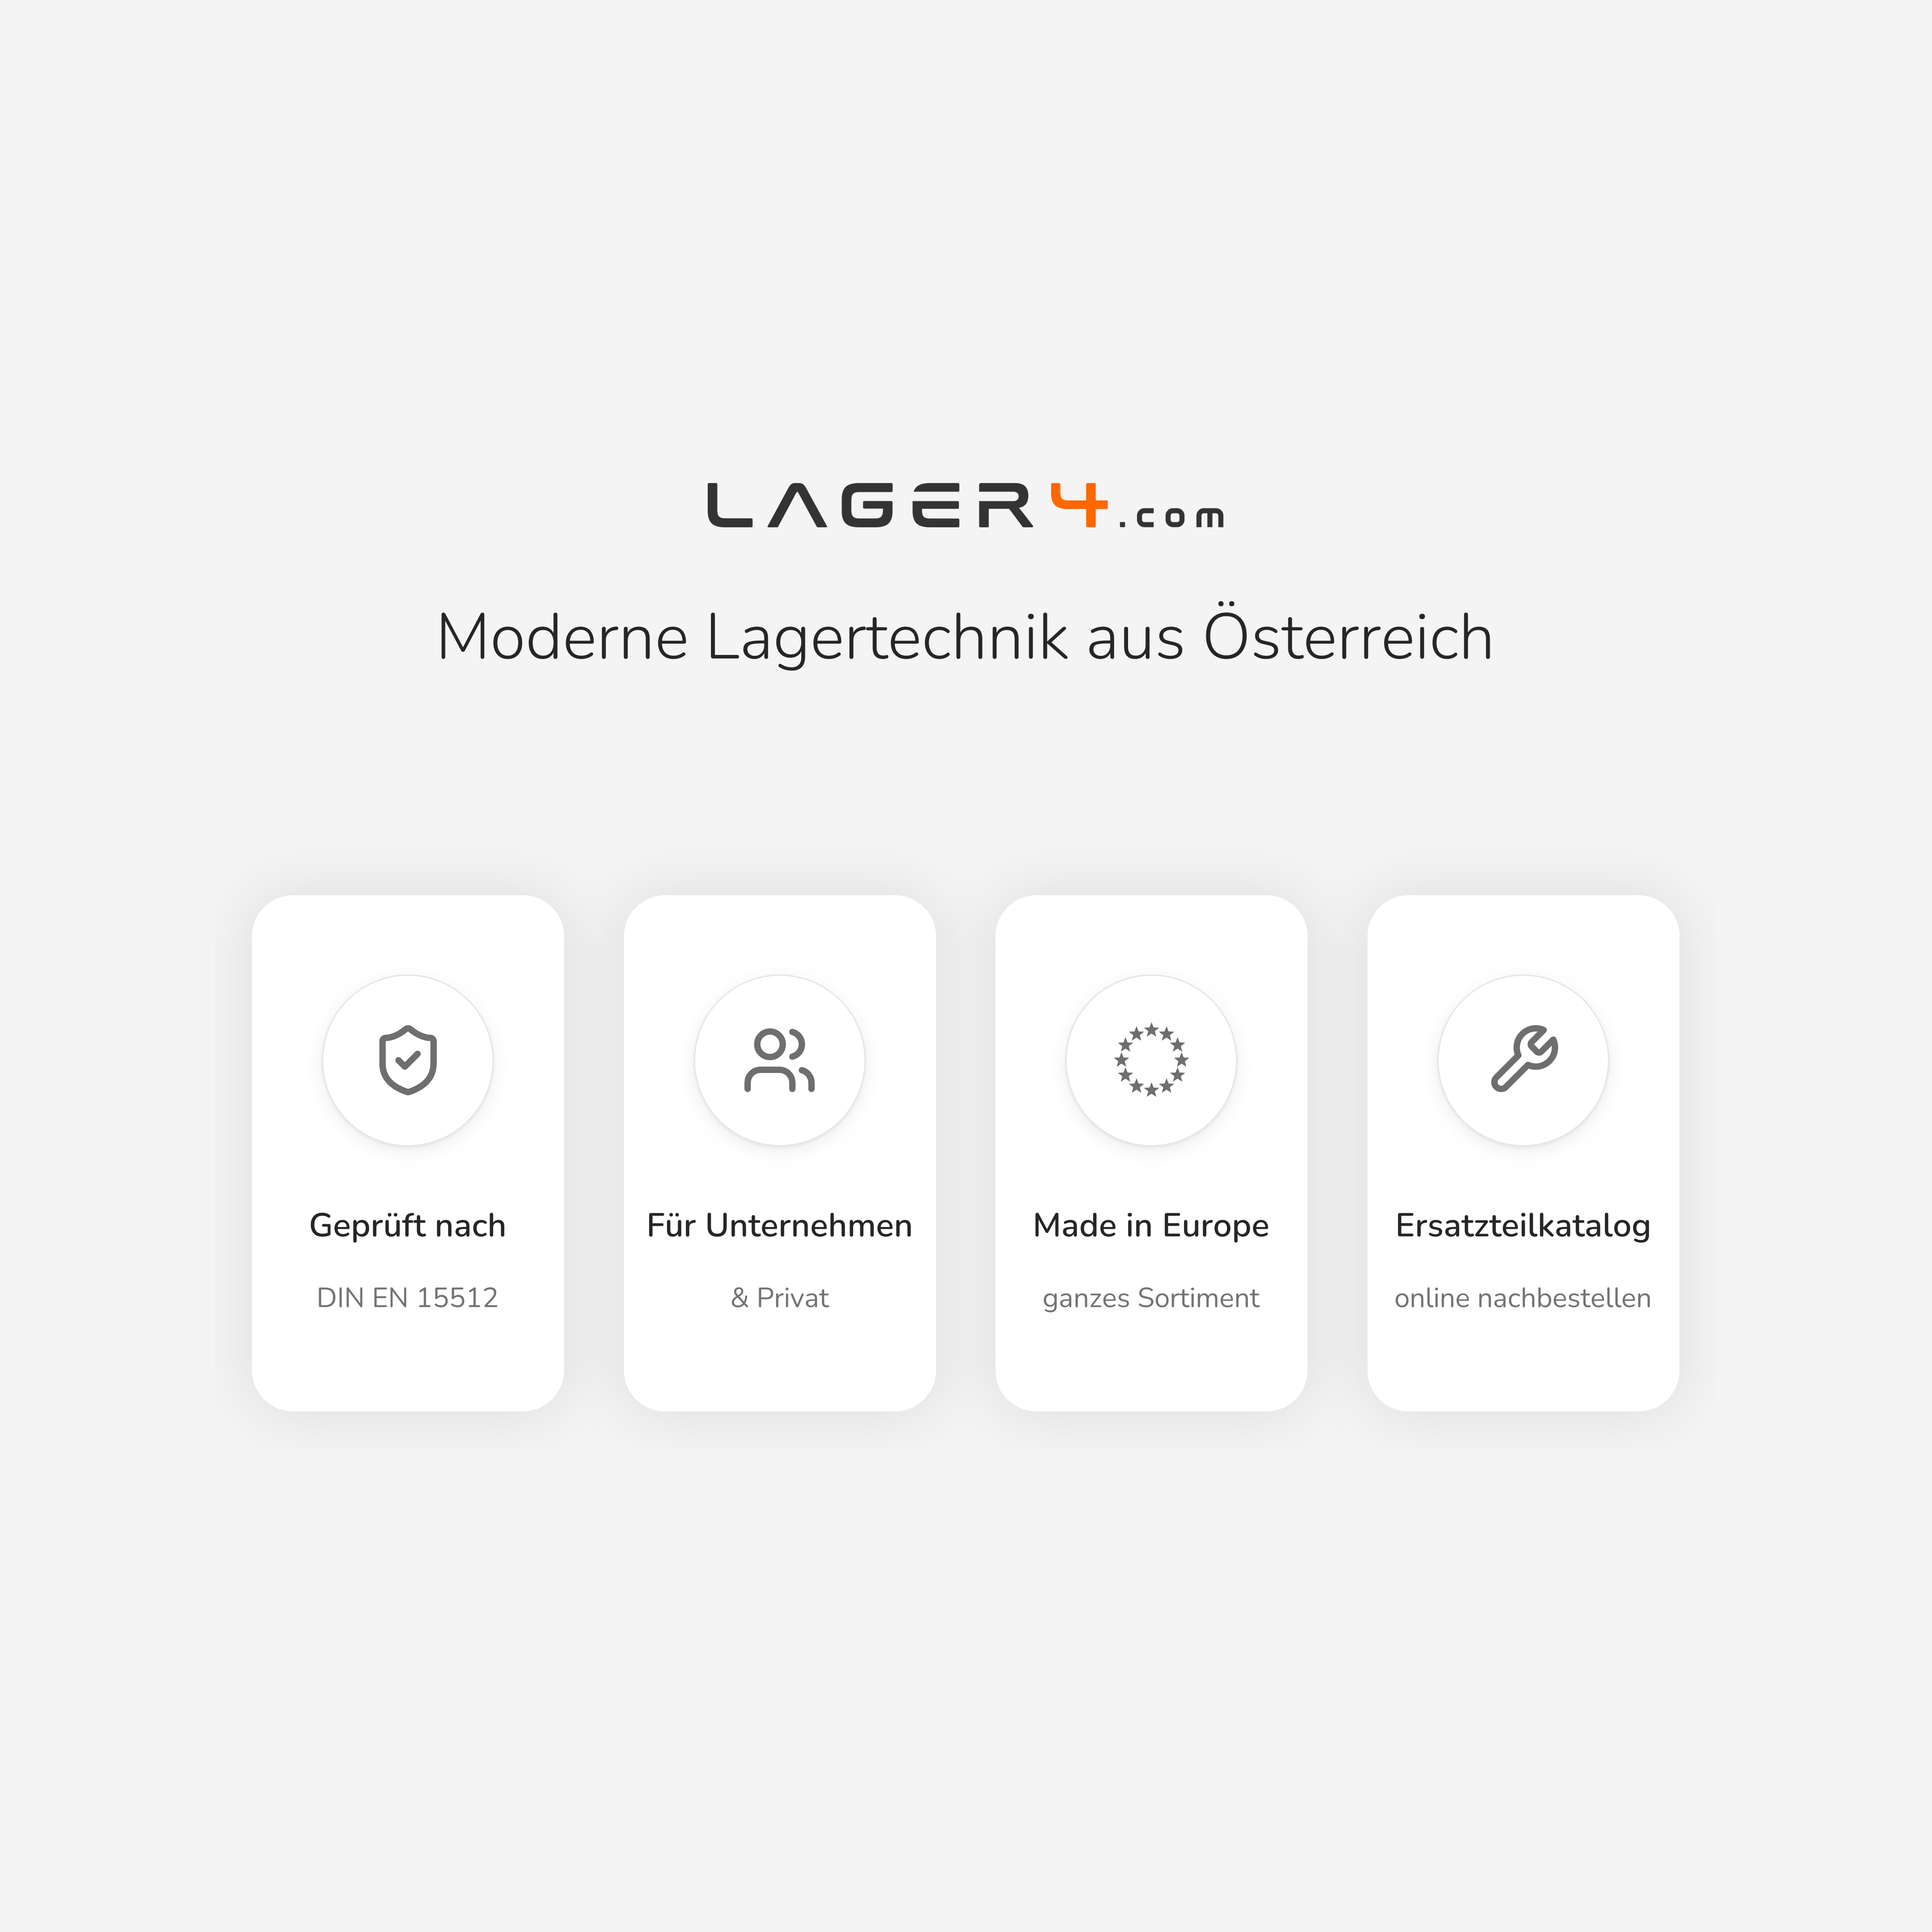 LAGER4.com
Moderne Lagertechnik aus Österreich
Geprüft nach
DIN EN 15512
Für Unternehmen
& Privat
Made in Europe
ganzes Sortiment
Ersatzteilkatalog
online nachbestellen